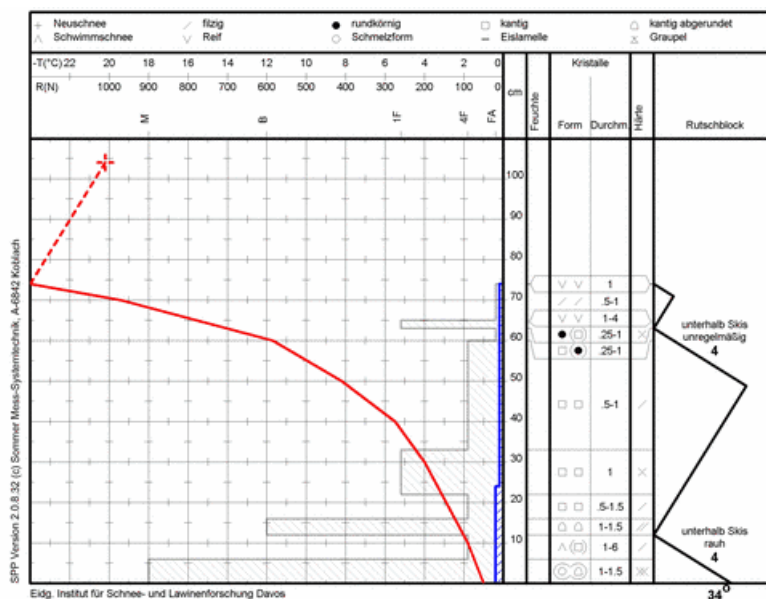 + Neuschnee / filzig ● rundkörnig □ kantig kantig abgerundet
∧ Schwimmschnee ∨ Reif ○ Schmelzform - Eislamelle Graupel
-T(°C) 22 20 18 16 14 12 10 8 6 4 2 0
R(N) 1000 900 800 700 600 500 400 300 200 100 0
M B 1F 4F FA
cm Feuchte Kristalle Form Durchm. Härte Rutschblock
100
90
80
70
60
50
40
30
20
10
1
.5-1
1-4
.25-1
.25-1
.5-1
1
.5-1.5
1-1.5
1-6
1-1.5
unterhalb Skis
unregelmäßig
4
unterhalb Skis
rauh
4
34°
SPP Version 2.0.8.32 (c) Sommer Mess-Systemtechnik, A-6842 Koblach
Eidg. Institut für Schnee- und Lawinenforschung Davos